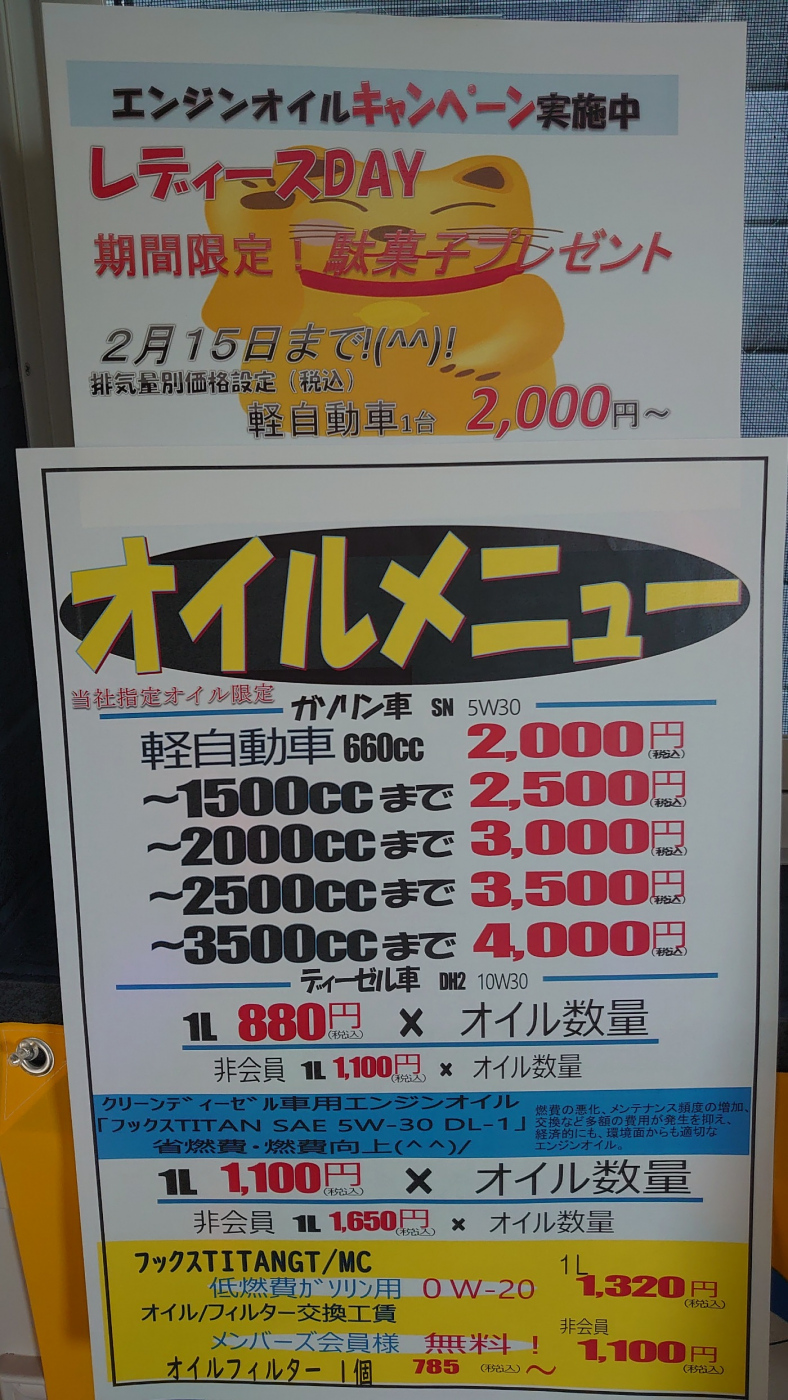 エンジンオイルキャンペーン実施中
レディースDAY
期間限定！駄菓子プレゼント
２月１５日まで!(^^)!
排気量別価格設定（税込）
軽自動車1台 2,000円～
オイルメニュー
当社指定オイル限定
ガソリン車 SN 5W30
軽自動車 660cc 2,000円(税込)
～1500ccまで 2,500円(税込)
～2000ccまで 3,000円(税込)
～2500ccまで 3,500円(税込)
～3500ccまで 4,000円(税込)
ディーゼル車 DH2 10W30
1L 880円(税込) × オイル数量
非会員 1L 1,100円(税込) × オイル数量
クリーンディーゼル車用エンジンオイル
「フックスTITAN SAE 5W-30 DL-1」
省燃費・燃費向上(^^)/
燃費の悪化、メンテナンス頻度の増加、
交換など多額の費用が発生を抑え、
経済的にも、環境面からも適切な
エンジンオイル。
1L 1,100円(税込) × オイル数量
非会員 1L 1,650円(税込) × オイル数量
フックスTITANGT/MC
低燃費ガソリン用 0W-20 1L 1,320円(税込)
オイル/フィルター交換工賃
メンバーズ会員様 無料！ 非会員 1,100円(税込)
オイルフィルター 1個 785(税込)～